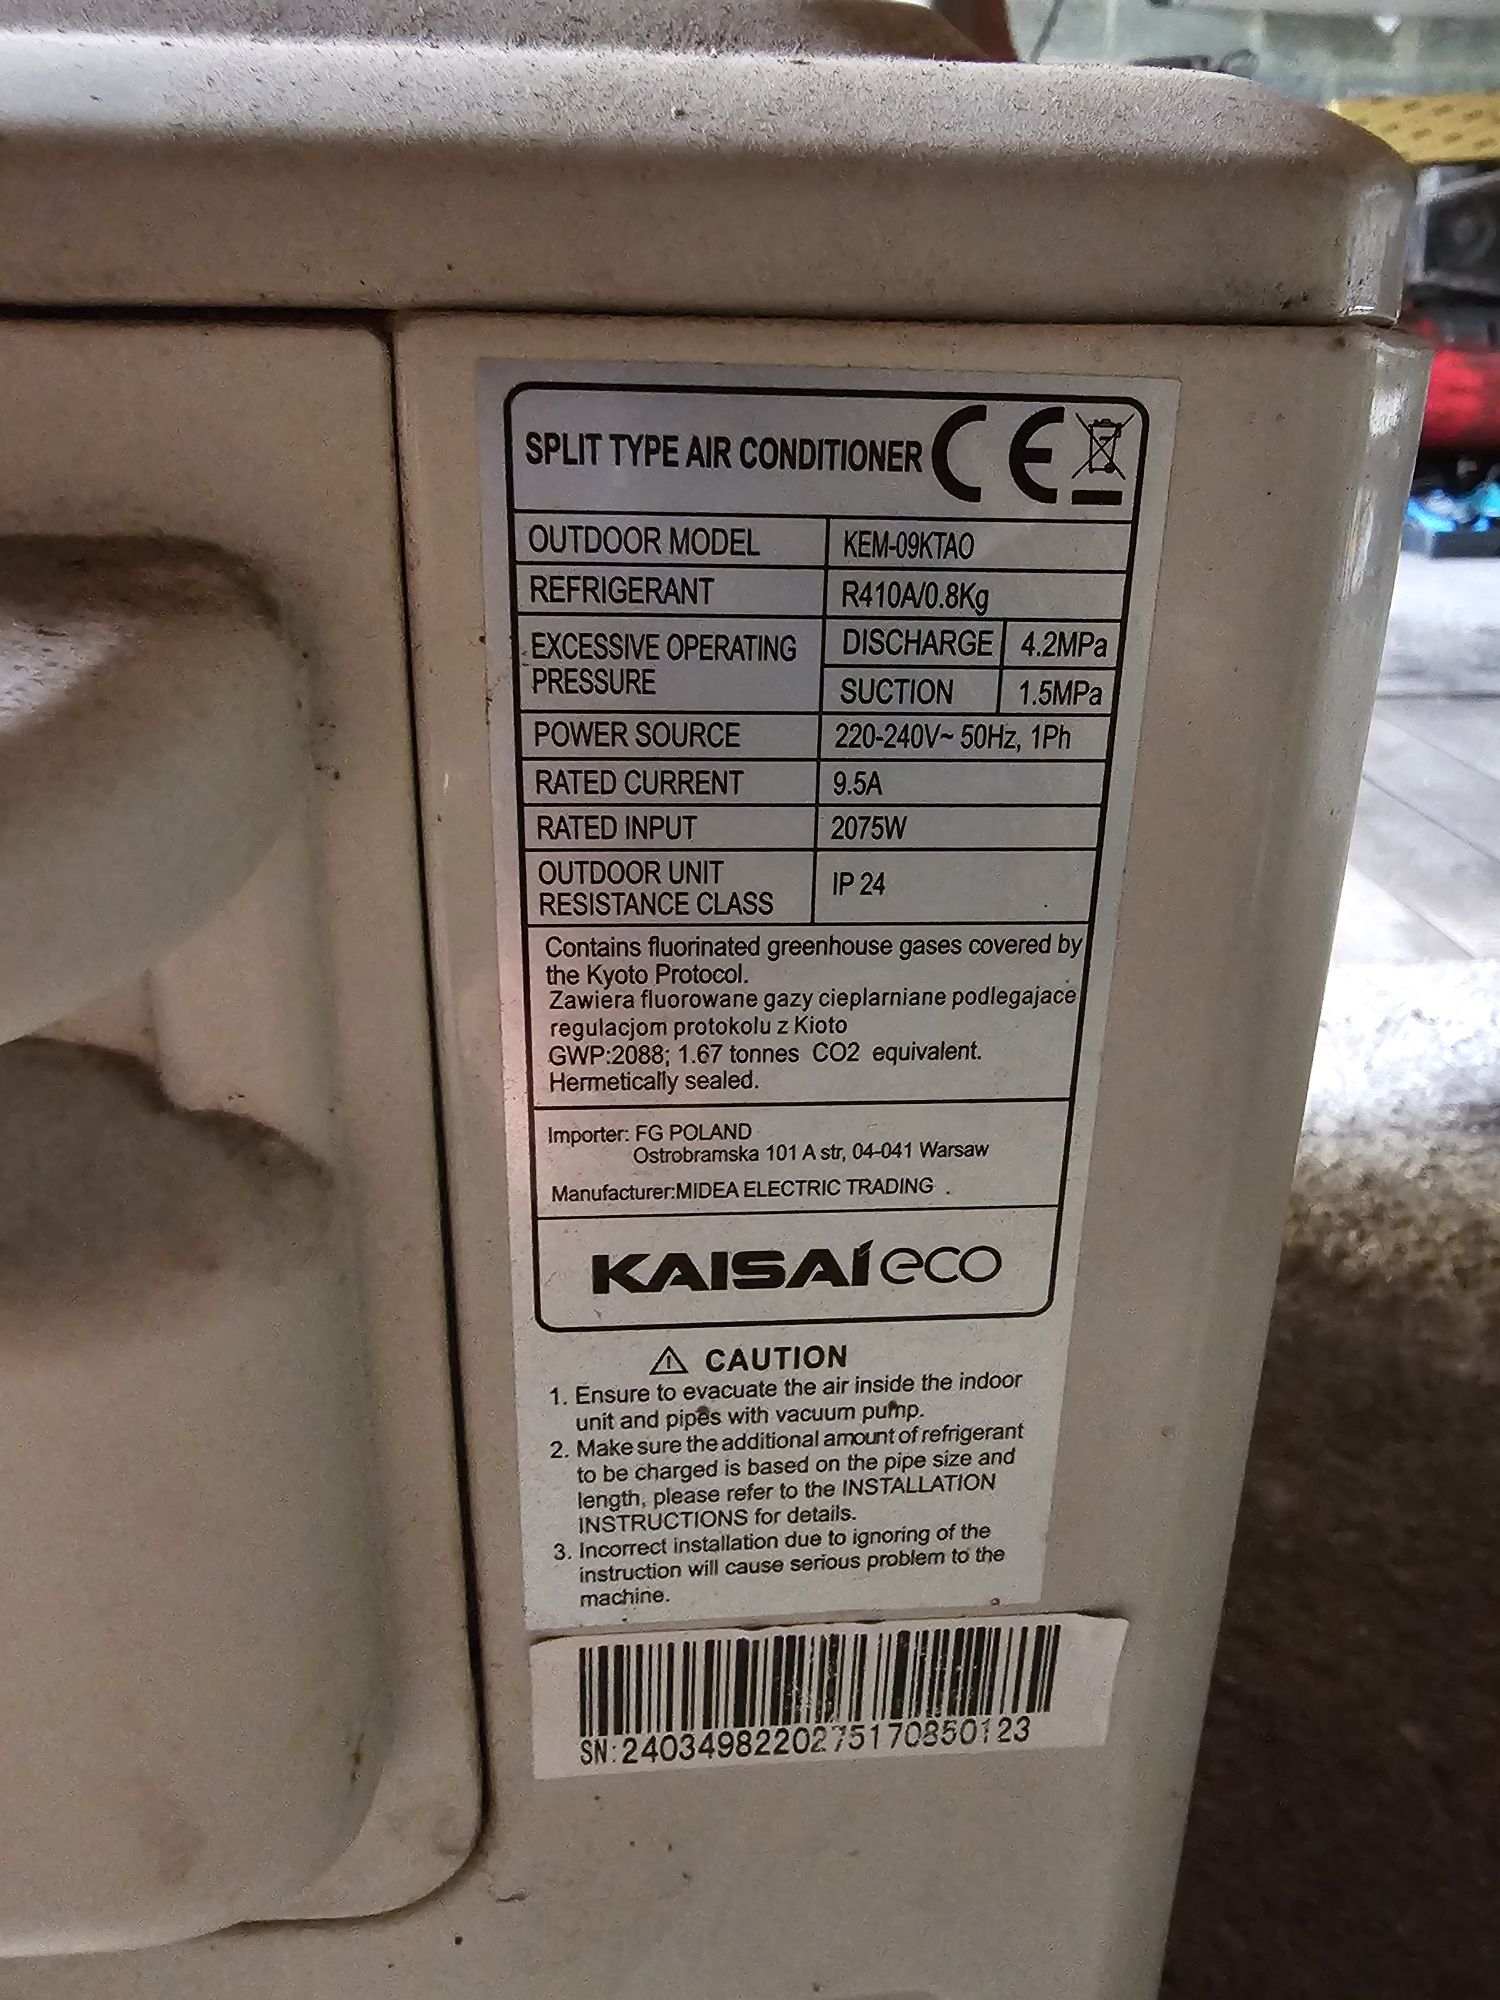 SPLIT TYPE AIR CONDITIONER CE
OUTDOOR MODEL KEM-09KTAO
REFRIGERANT R410A/0.8Kg
EXCESSIVE OPERATING PRESSURE DISCHARGE 4.2MPa
SUCTION 1.5MPa
POWER SOURCE 220-240V~ 50Hz, 1Ph
RATED CURRENT 9.5A
RATED INPUT 2075W
OUTDOOR UNIT
RESISTANCE CLASS IP 24
Contains fluorinated greenhouse gases covered by
the Kyoto Protocol.
Zawiera fluorowane gazy cieplarniane podlegajace
regulacjom protokolu z Kioto
GWP:2088; 1.67 tonnes CO2 equivalent.
Hermetically sealed.
Importer: FG POLAND
Ostrobramska 101 A str, 04-041 Warsaw
Manufacturer:MIDEA ELECTRIC TRADING .
KAISAI eco
CAUTION
1. Ensure to evacuate the air inside the indoor
unit and pipes with vacuum pump.
2. Make sure the additional amount of refrigerant
to be charged is based on the pipe size and
length, please refer to the INSTALLATION
INSTRUCTIONS for details.
3. Incorrect installation due to ignoring of the
instruction will cause serious problem to the
machine.
SN:2403498220275170850123